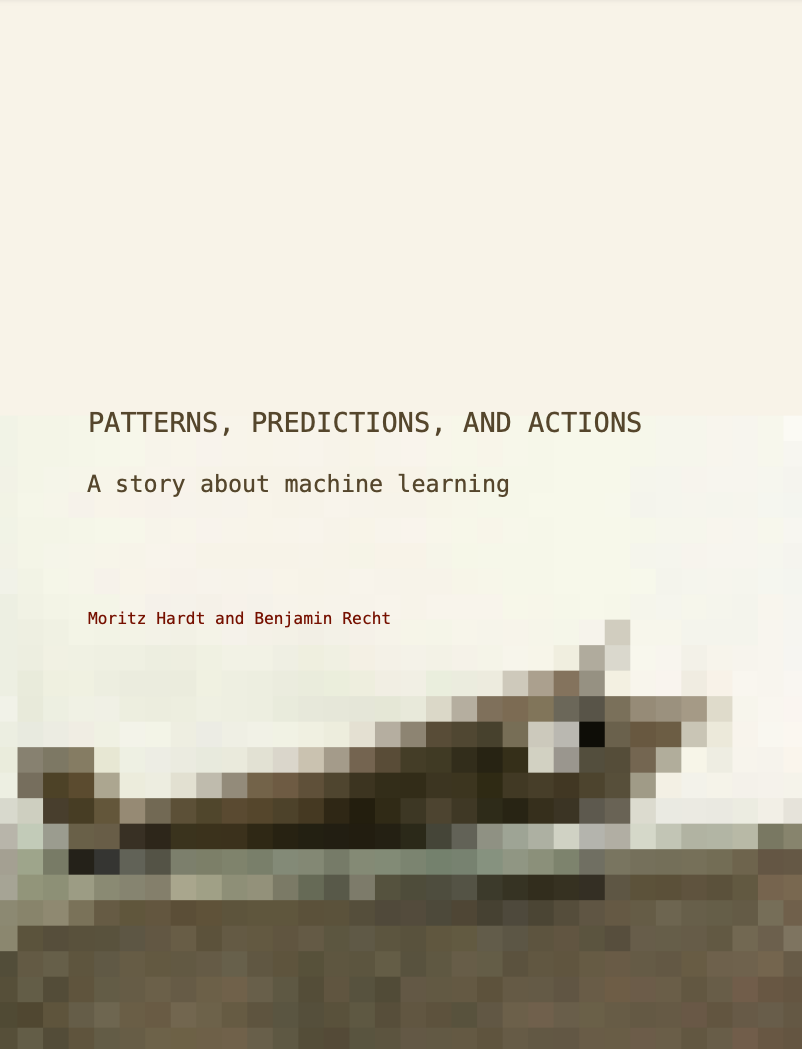 PATTERNS, PREDICTIONS, AND ACTIONS
A story about machine learning
Moritz Hardt and Benjamin Recht